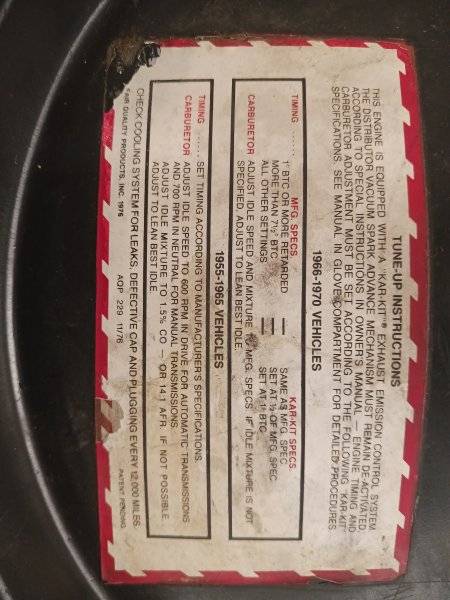 TUNE-UP INSTRUCTIONS
THIS ENGINE IS EQUIPPED WITH A "KAR-KIT"® EXHAUST EMISSION CONTROL SYSTEM
THE DISTRIBUTOR VACUUM SPARK ADVANCE MECHANISM MUST REMAIN DE-ACTIVATED
ACCORDING TO SPECIAL INSTRUCTIONS IN OWNER'S MANUAL — ENGINE TIMING AND
CARBURETOR ADJUSTMENT MUST BE SET ACCORDING TO THE FOLLOWING "KAR-KIT"
SPECIFICATIONS. SEE MANUAL IN GLOVE COMPARTMENT FOR DETAILED PROCEDURES
1966-1970 VEHICLES
MFG. SPECS. KAR-KIT SPECS
TIMING ...... 1° BTC OR MORE RETARDED — SAME AS MFG. SPEC
MORE THAN 7½° BTC — SET AT ½ OF MFG. SPEC
ALL OTHER SETTINGS — SET AT 1° BTC
CARBURETOR ADJUST IDLE SPEED AND MIXTURE TO MFG. SPECS. IF IDLE MIXTURE IS NOT
SPECIFIED, ADJUST TO LEAN BEST IDLE.
1955-1965 VEHICLES
TIMING ...... SET TIMING ACCORDING TO MANUFACTURER'S SPECIFICATIONS
CARBURETOR ADJUST IDLE SPEED TO 600 RPM IN DRIVE FOR AUTOMATIC TRANSMISSIONS
AND 700 RPM IN NEUTRAL FOR MANUAL TRANSMISSIONS.
ADJUST IDLE MIXTURE TO 1.5% CO — OR 14:1 AFR. IF NOT POSSIBLE
ADJUST TO LEAN BEST IDLE.
CHECK COOLING SYSTEM FOR LEAKS, DEFECTIVE CAP AND PLUGGING EVERY 12,000 MILES.
AIR QUALITY PRODUCTS, INC. 1976 AQP 229 11/76 PATENT PENDING